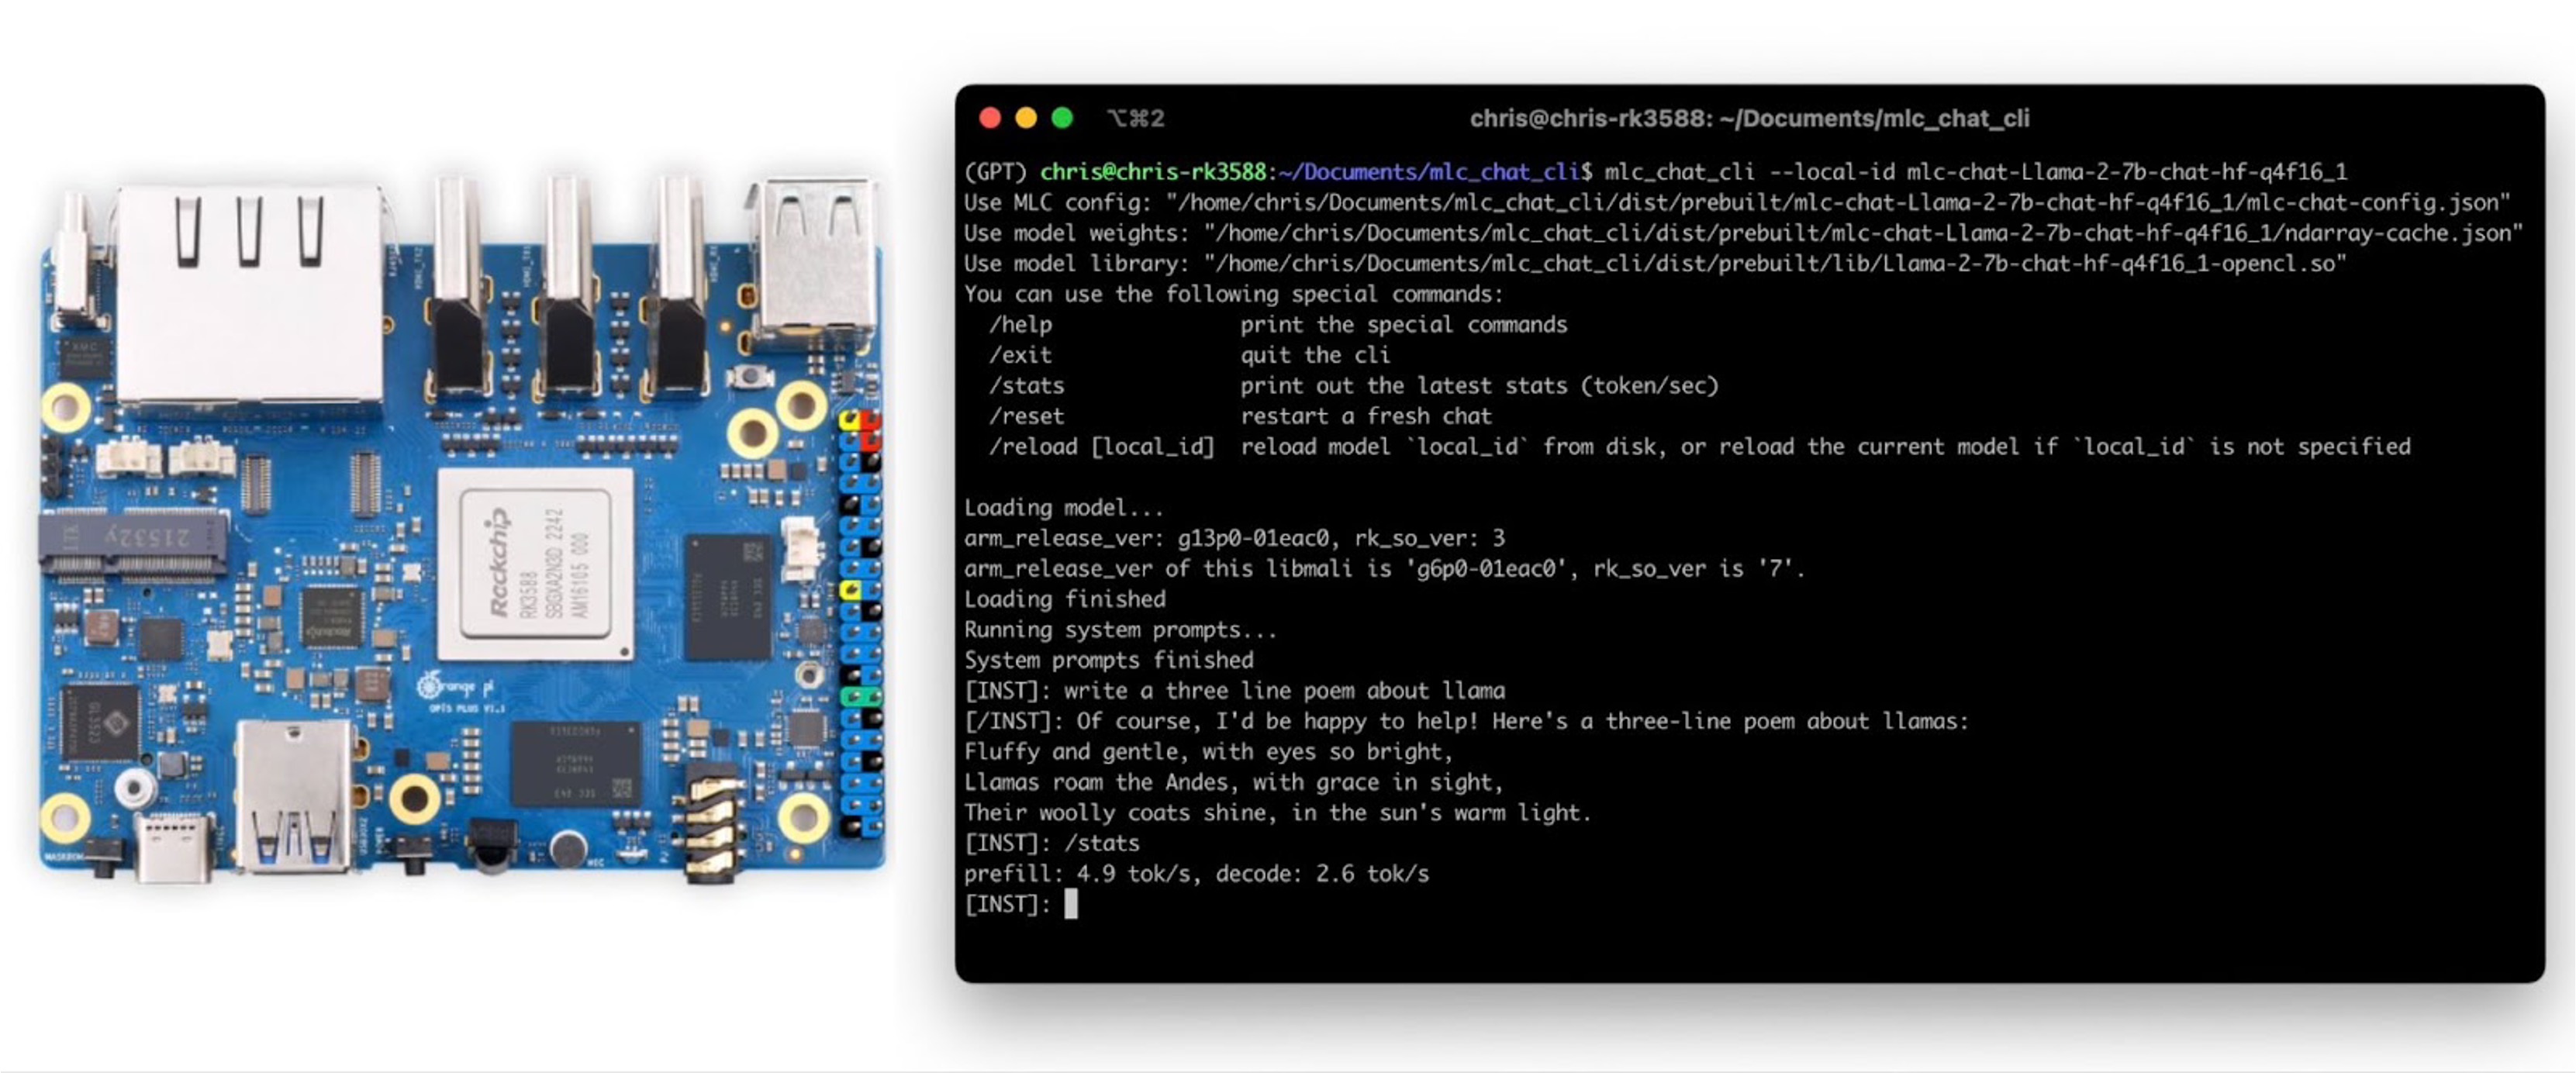 Rockchip
RK3588
SBGXA2N3D 2242
AM16105 000
21532y
GL3523
Orange Pi
OPi5 PLUS V1.1
MASKROM
MIC
⌥⌘2
chris@chris-rk3588: ~/Documents/mlc_chat_cli
(GPT) chris@chris-rk3588:~/Documents/mlc_chat_cli$ mlc_chat_cli --local-id mlc-chat-Llama-2-7b-chat-hf-q4f16_1
Use MLC config: "/home/chris/Documents/mlc_chat_cli/dist/prebuilt/mlc-chat-Llama-2-7b-chat-hf-q4f16_1/mlc-chat-config.json"
Use model weights: "/home/chris/Documents/mlc_chat_cli/dist/prebuilt/mlc-chat-Llama-2-7b-chat-hf-q4f16_1/ndarray-cache.json"
Use model library: "/home/chris/Documents/mlc_chat_cli/dist/prebuilt/lib/Llama-2-7b-chat-hf-q4f16_1-opencl.so"
You can use the following special commands:
/help print the special commands
/exit quit the cli
/stats print out the latest stats (token/sec)
/reset restart a fresh chat
/reload [local_id] reload model `local_id` from disk, or reload the current model if `local_id` is not specified
Loading model...
arm_release_ver: g13p0-01eac0, rk_so_ver: 3
arm_release_ver of this libmali is 'g6p0-01eac0', rk_so_ver is '7'.
Loading finished
Running system prompts...
System prompts finished
[INST]: write a three line poem about llama
[/INST]: Of course, I'd be happy to help! Here's a three-line poem about llamas:
Fluffy and gentle, with eyes so bright,
Llamas roam the Andes, with grace in sight,
Their woolly coats shine, in the sun's warm light.
[INST]: /stats
prefill: 4.9 tok/s, decode: 2.6 tok/s
[INST]: